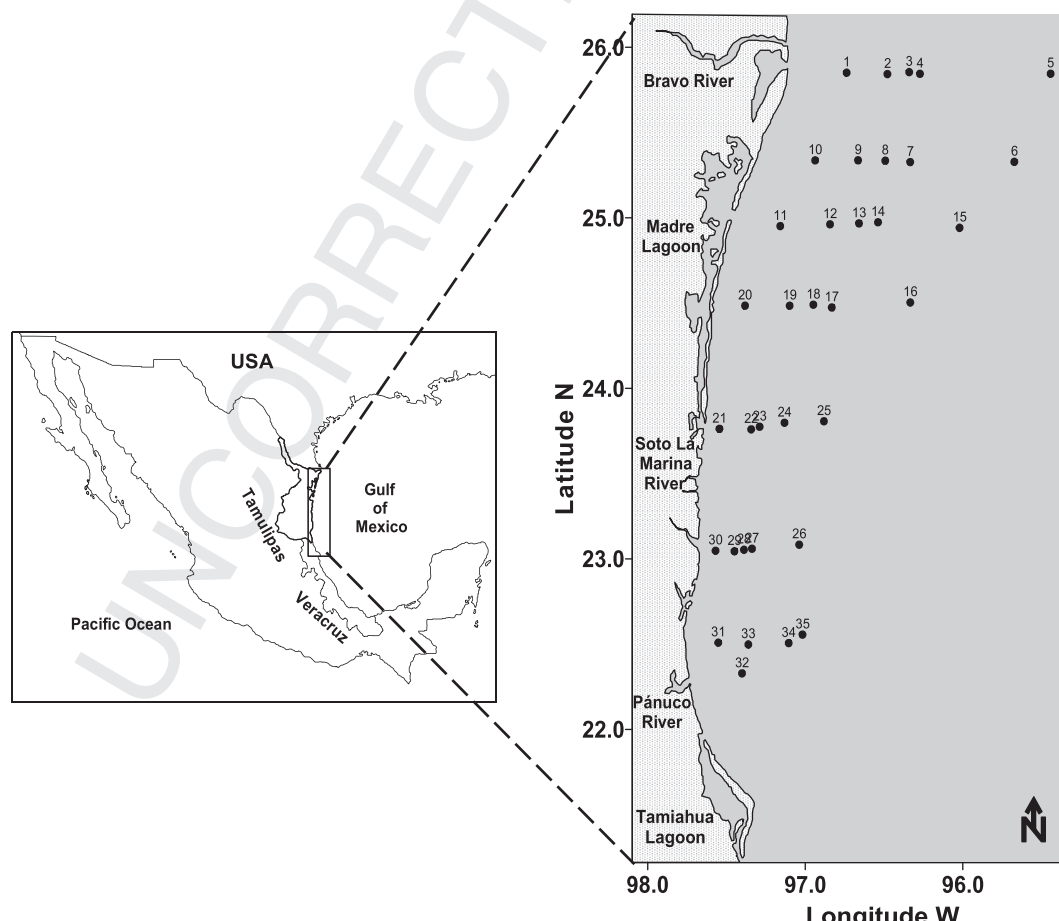 UNCORRECT
USA
Gulf
of
Mexico
Tamulipas
Veracruz
Pacific Ocean
26.0
25.0
24.0
23.0
22.0
Latitude N
Bravo River
1 2 3 4 5
10 9 8 7 6
Madre
Lagoon
11 12 13 14 15
20 19 18 17 16
21 22 23 24 25
Soto La
Marina
River
30 29 28 27 26
31 33 34 35
32
Pánuco
River
Tamiahua
Lagoon
N
98.0 97.0 96.0
Longitude W